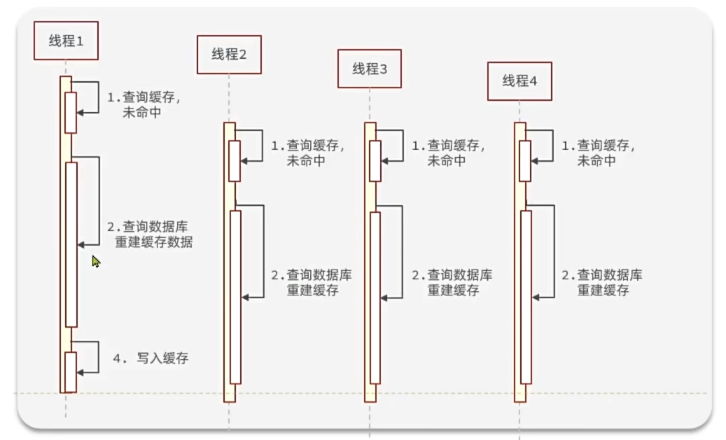 线程1
线程2
线程3
线程4
1.查询缓存,
未命中
1.查询缓存,
未命中
1.查询缓存,
未命中
1.查询缓存,
未命中
2.查询数据库
重建缓存数据
2.查询数据库
重建缓存
2.查询数据库
重建缓存
2.查询数据库
重建缓存
4. 写入缓存